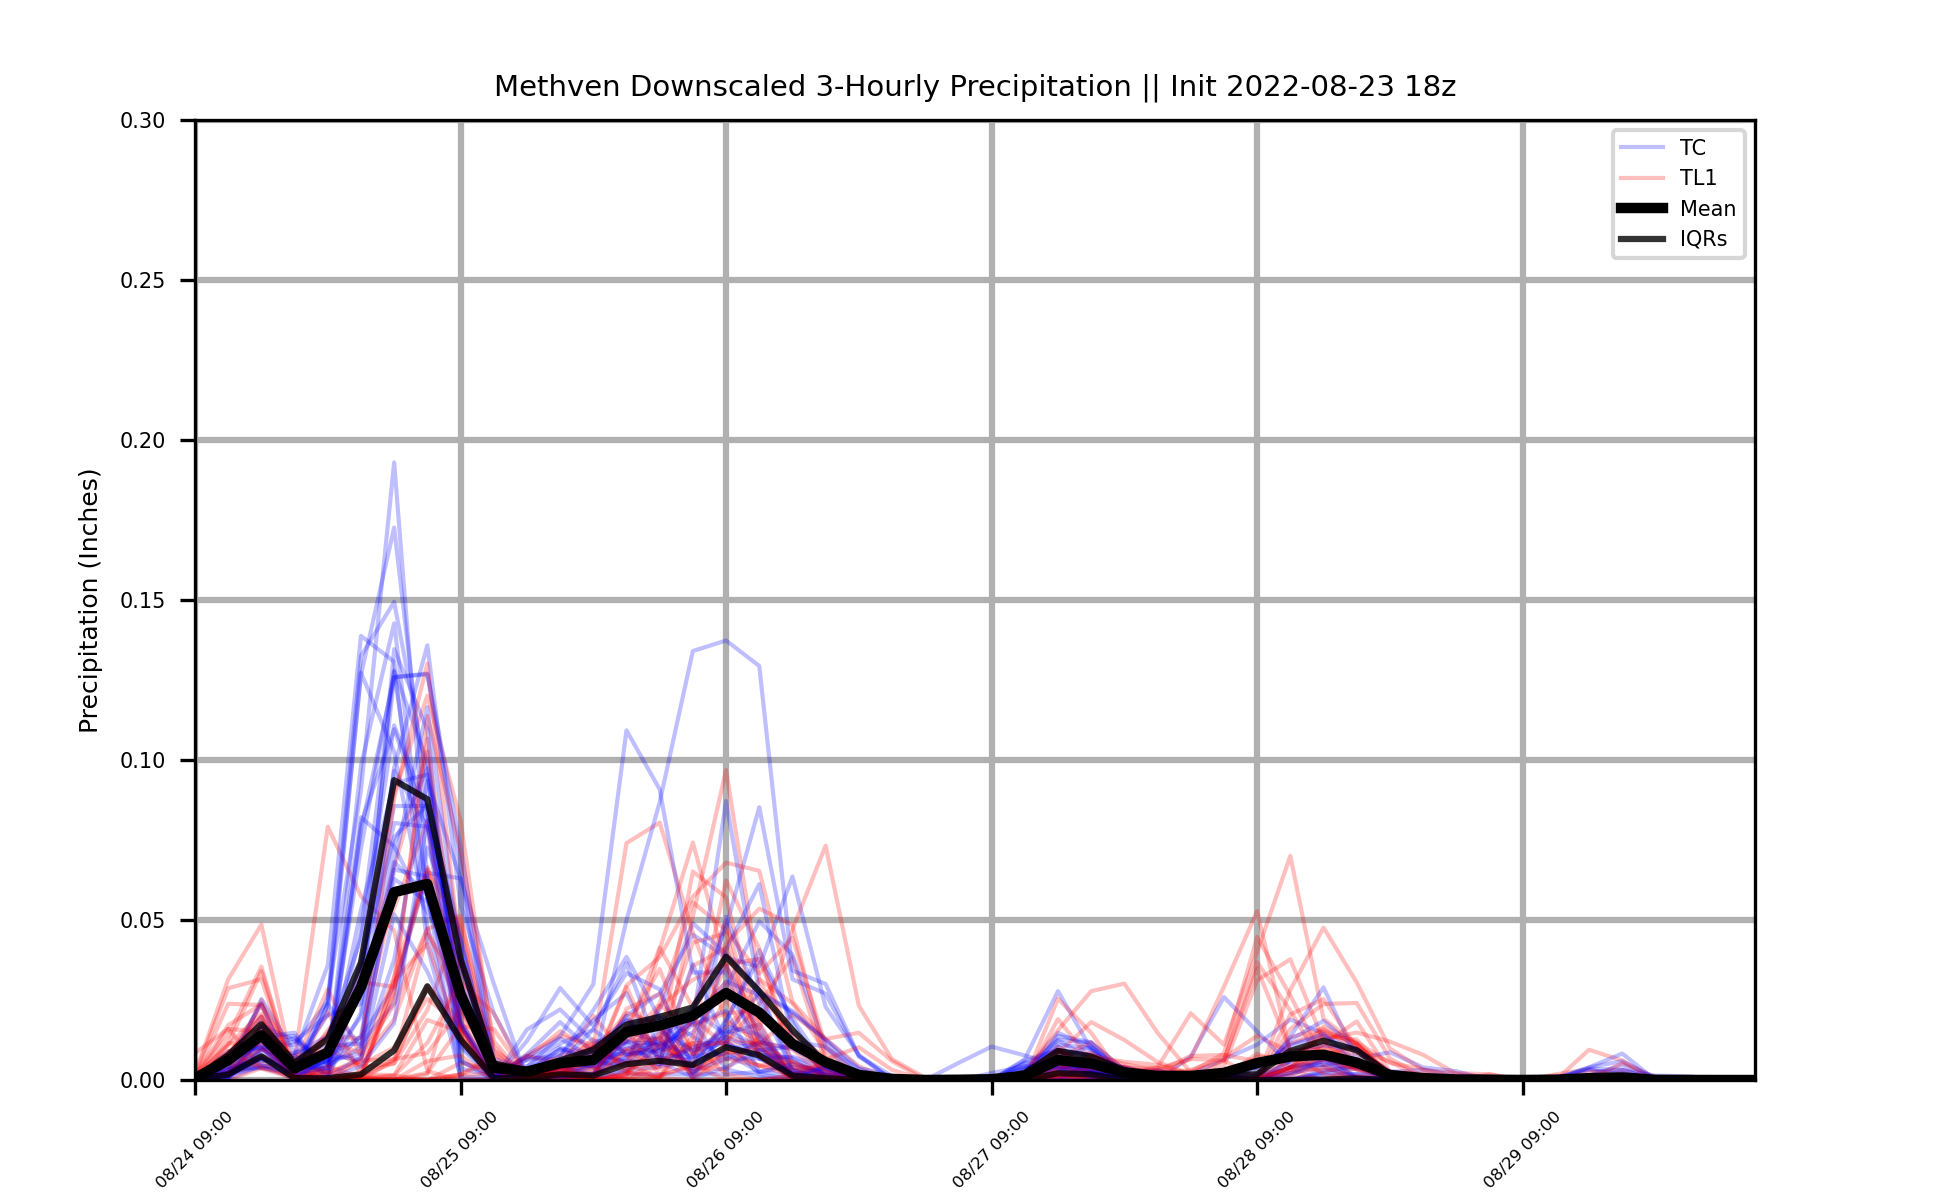 Methven Downscaled 3-Hourly Precipitation || Init 2022-08-23 18z
0.30
0.25
0.20
0.15
0.10
0.05
0.00
Precipitation (Inches)
TC
TL1
Mean
IQRs
08/24 09:00
08/25 09:00
08/26 09:00
08/27 09:00
08/28 09:00
08/29 09:00